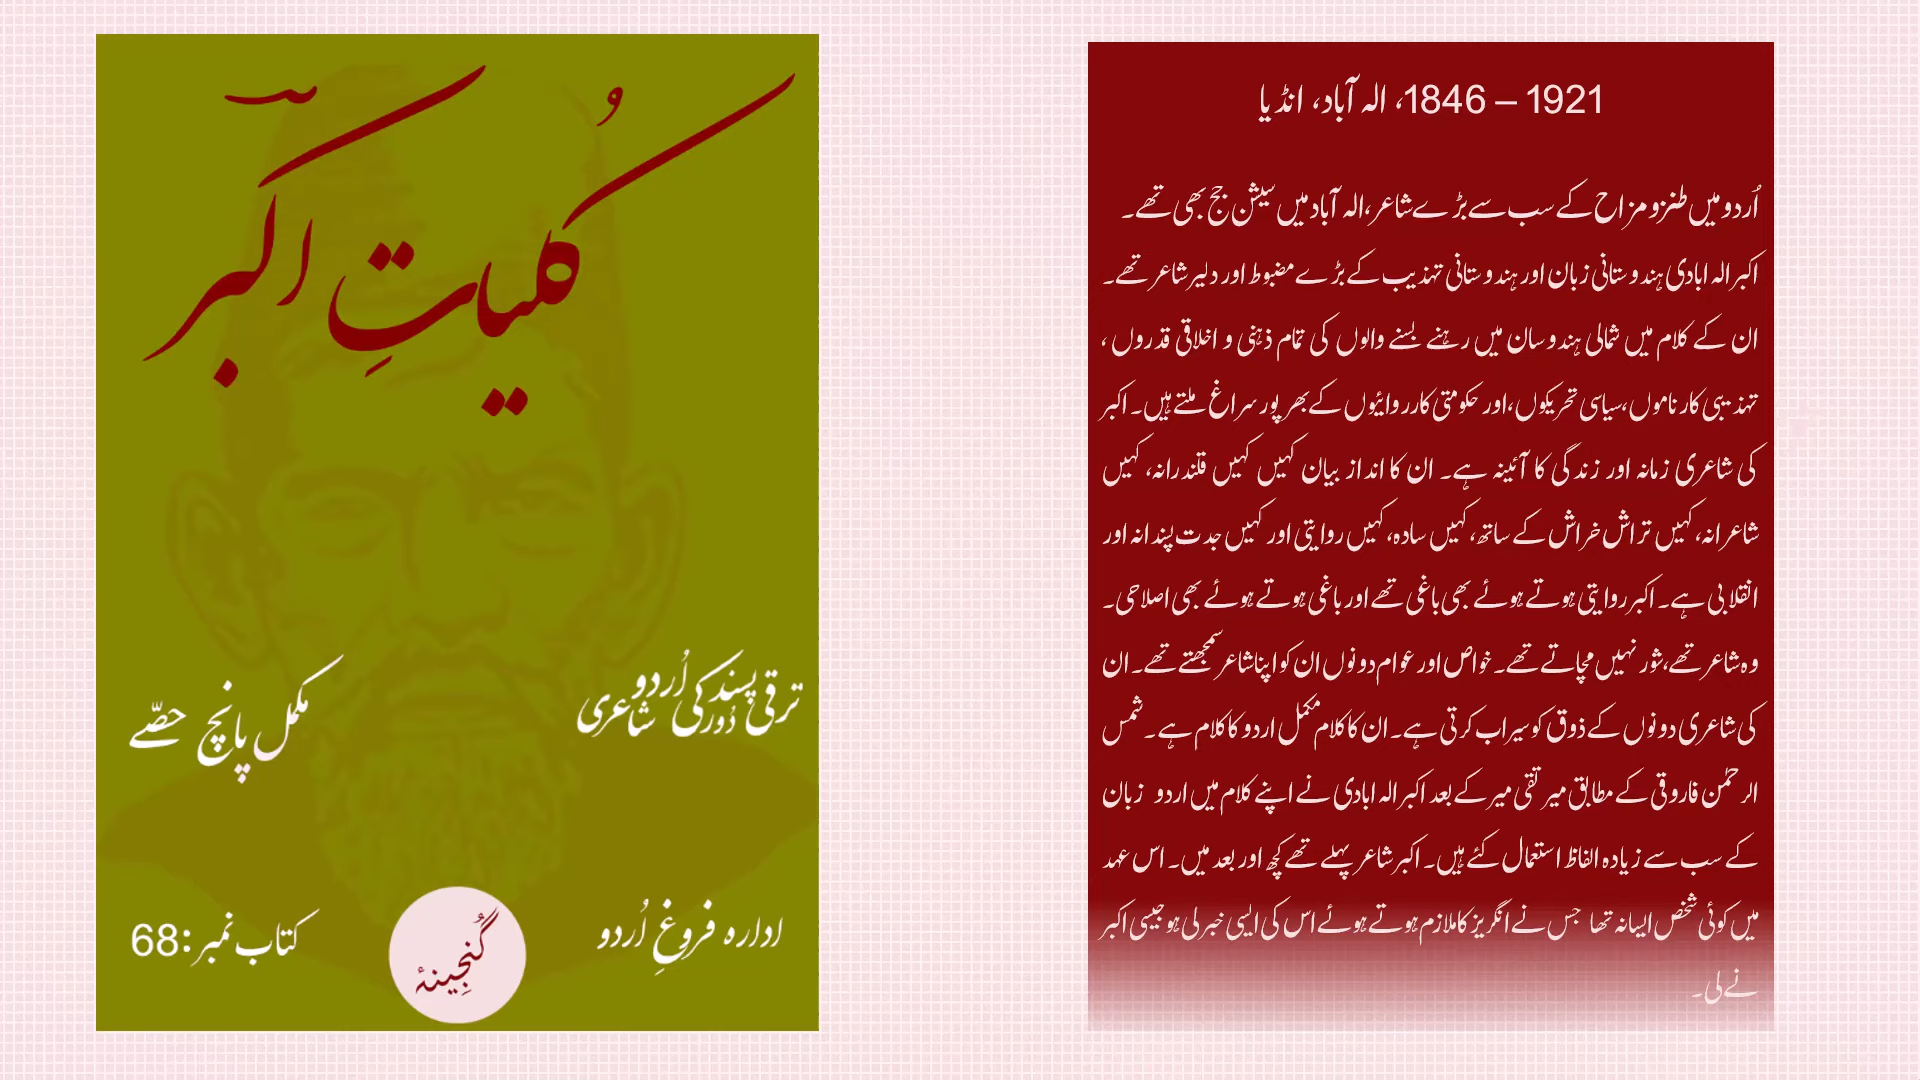 کلیاتِ اکبر
ترقی پسند کی اُردو
دَور کی شاعری
مکمل پانچ حصّے
ادارہ فروغِ اُردو
کتاب نمبر:68
گنجینۂ
1846 – 1921، الہ آباد، انڈیا
اُردو میں طنز و مزاح کے سب سے بڑے شاعر،الہ آباد میں سیشن جج بھی تھے۔
اکبر الہ ابادی ہندوستانی زبان اور ہندوستانی تہذیب کے بڑے مضبوط اور دلیر شاعر تھے۔
ان کے کلام میں شمالی ہندوسان میں رہنے بسنے والوں کی تمام ذہنی و اخلاقی قدروں ،
تہذیبی کارناموں،سیاسی تحریکوں،اور حکومتی کارروائیوں کے بھرپور سراغ ملتے ہیں۔ اکبر
کی شاعری زمانہ اور زندگی کا آئینہ ہے۔ ان کا انداز بیان کہیں کہیں قلندرانہ، کہیں
شاعرانہ، کہیں تراش خراش کے ساتھ، کہیں سادہ، کہیں روایتی اور کہیں جدت پندانہ اور
انقلابی ہے۔ اکبر روایتی ہوتے ہوئے بھی باغی تھے اور باغی ہوتے ہوئے بھی اصلاحی۔
وہ شاعر تھے،شور نہیں مچاتے تھے۔ خواص اور عوام دونوں ان کو اپنا شاعر سمجھتے تھے۔ ان
کی شاعری دونوں کے ذوق کو سیراب کرتی ہے۔ ان کا کلام مکمل اردو کا کلام ہے۔ شمس
الرحمٰن فاروقی کے مطابق میر تقی میر کے بعد اکبر الہ ابادی نے اپنے کلام میں اردو زبان
کے سب سے زیادہ الفاظ استعمال کئے ہیں۔ اکبر شاعر پہلے تھے کچھ اور بعد میں۔ اس عہد
میں کوئی شخص ایسا نہ تھا جس نے انگریز کا ملازم ہوتے ہوئے اس کی ایسی خبر لی ہو جیسی اکبر
نے لی۔